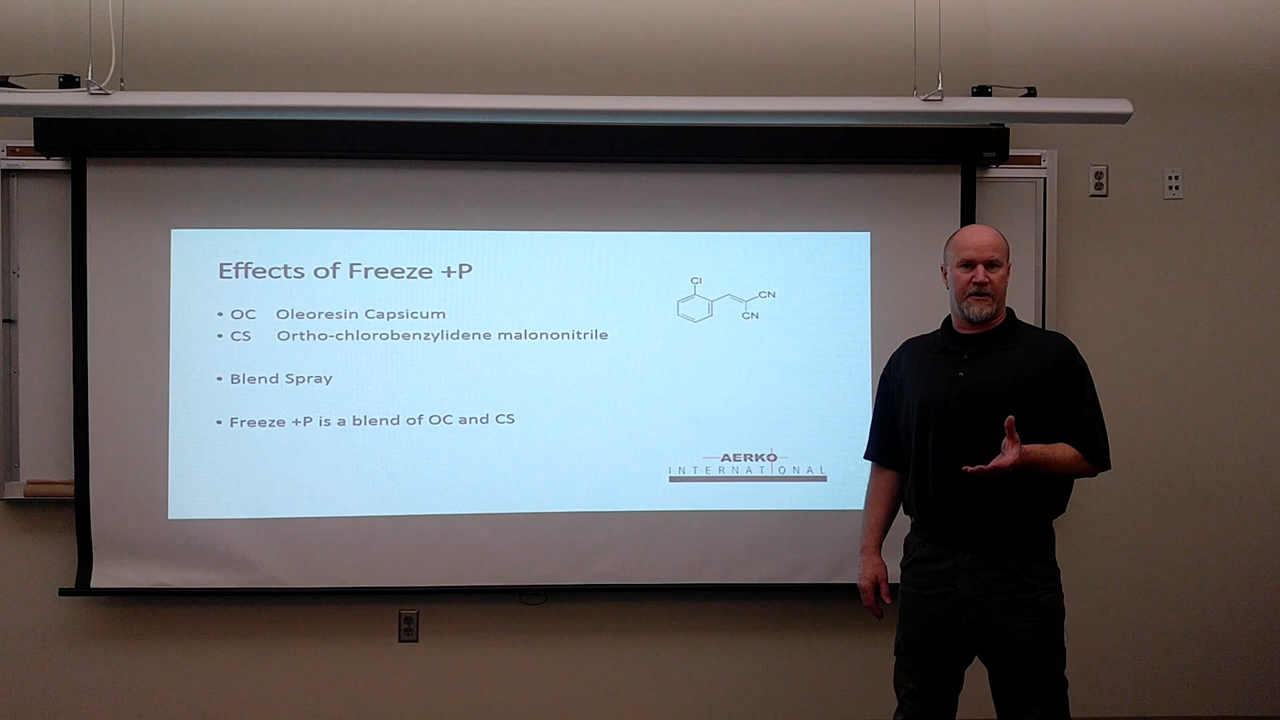 Effects of Freeze +P
• OC Oleoresin Capsicum
• CS Ortho-chlorobenzylidene malononitrile
• Blend Spray
• Freeze +P is a blend of OC and CS
Cl
CN
CN
AERKO
INTERNATIONAL